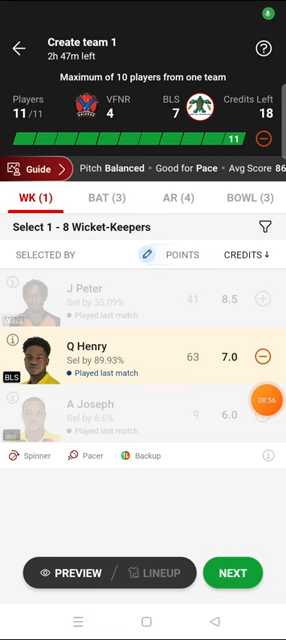 Create team 1
2h 47m left
Maximum of 10 players from one team
Players VFNR BLS Credits Left
11/11 4 7 18
11
Guide Pitch Balanced • Good for Pace • Avg Score 86
WK (1) BAT (3) AR (4) BOWL (3)
Select 1 - 8 Wicket-Keepers
SELECTED BY POINTS CREDITS↓
J Peter
Sel by 35.09% 41 8.5
Played last match
Q Henry
Sel by 89.93% 63 7.0
Played last match
BLS
A Joseph
Sel by 6.6% 9 6.0
Played last match
08:56
Spinner Pacer Backup
PREVIEW / LINEUP NEXT